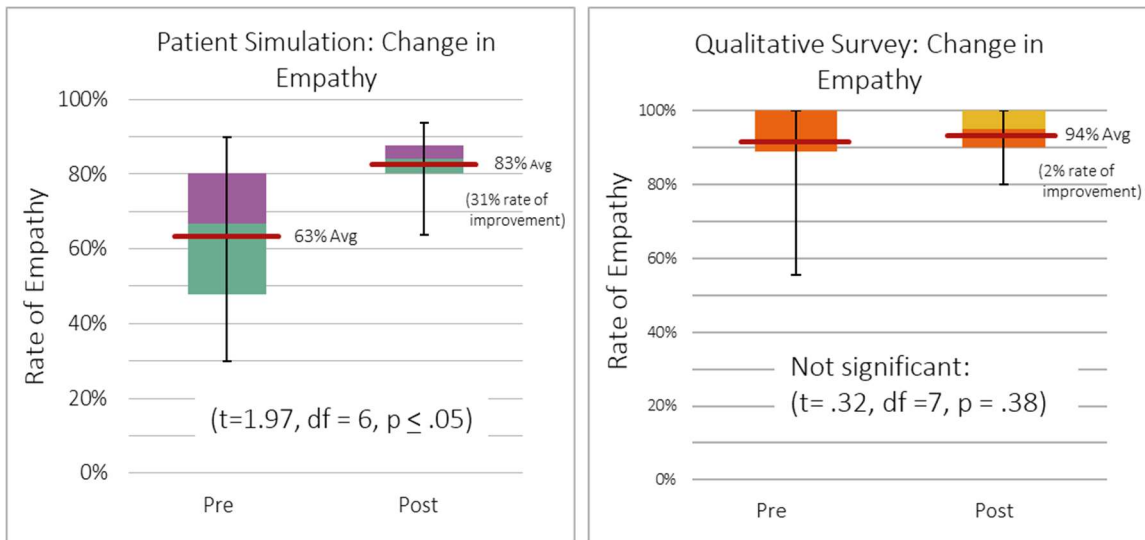 Patient Simulation: Change in
Empathy
Rate of Empathy
100%
80%
60%
40%
20%
0%
63% Avg
83% Avg
(31% rate of
improvement)
(t=1.97, df = 6, p ≤ .05)
Pre
Post
Qualitative Survey: Change in
Empathy
Rate of Empathy
100%
80%
60%
40%
20%
0%
94% Avg
(2% rate of
improvement)
Not significant:
(t= .32, df =7, p = .38)
Pre
Post